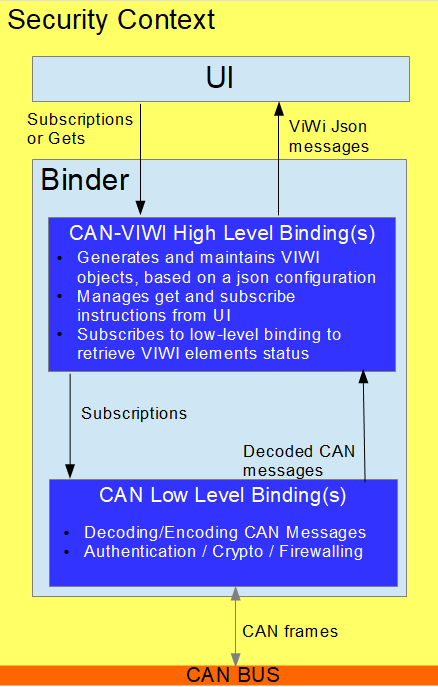 Security Context
UI
Subscriptions
or Gets
ViWi Json
messages
Binder
CAN-VIWI High Level Binding(s)
• Generates and maintains VIWI
objects, based on a json configuration
• Manages get and subscribe
instructions from UI
• Subscribes to low-level binding to
retrieve VIWI elements status
Subscriptions
Decoded CAN
messages
CAN Low Level Binding(s)
• Decoding/Encoding CAN Messages
• Authentication / Crypto / Firewalling
CAN frames
CAN BUS